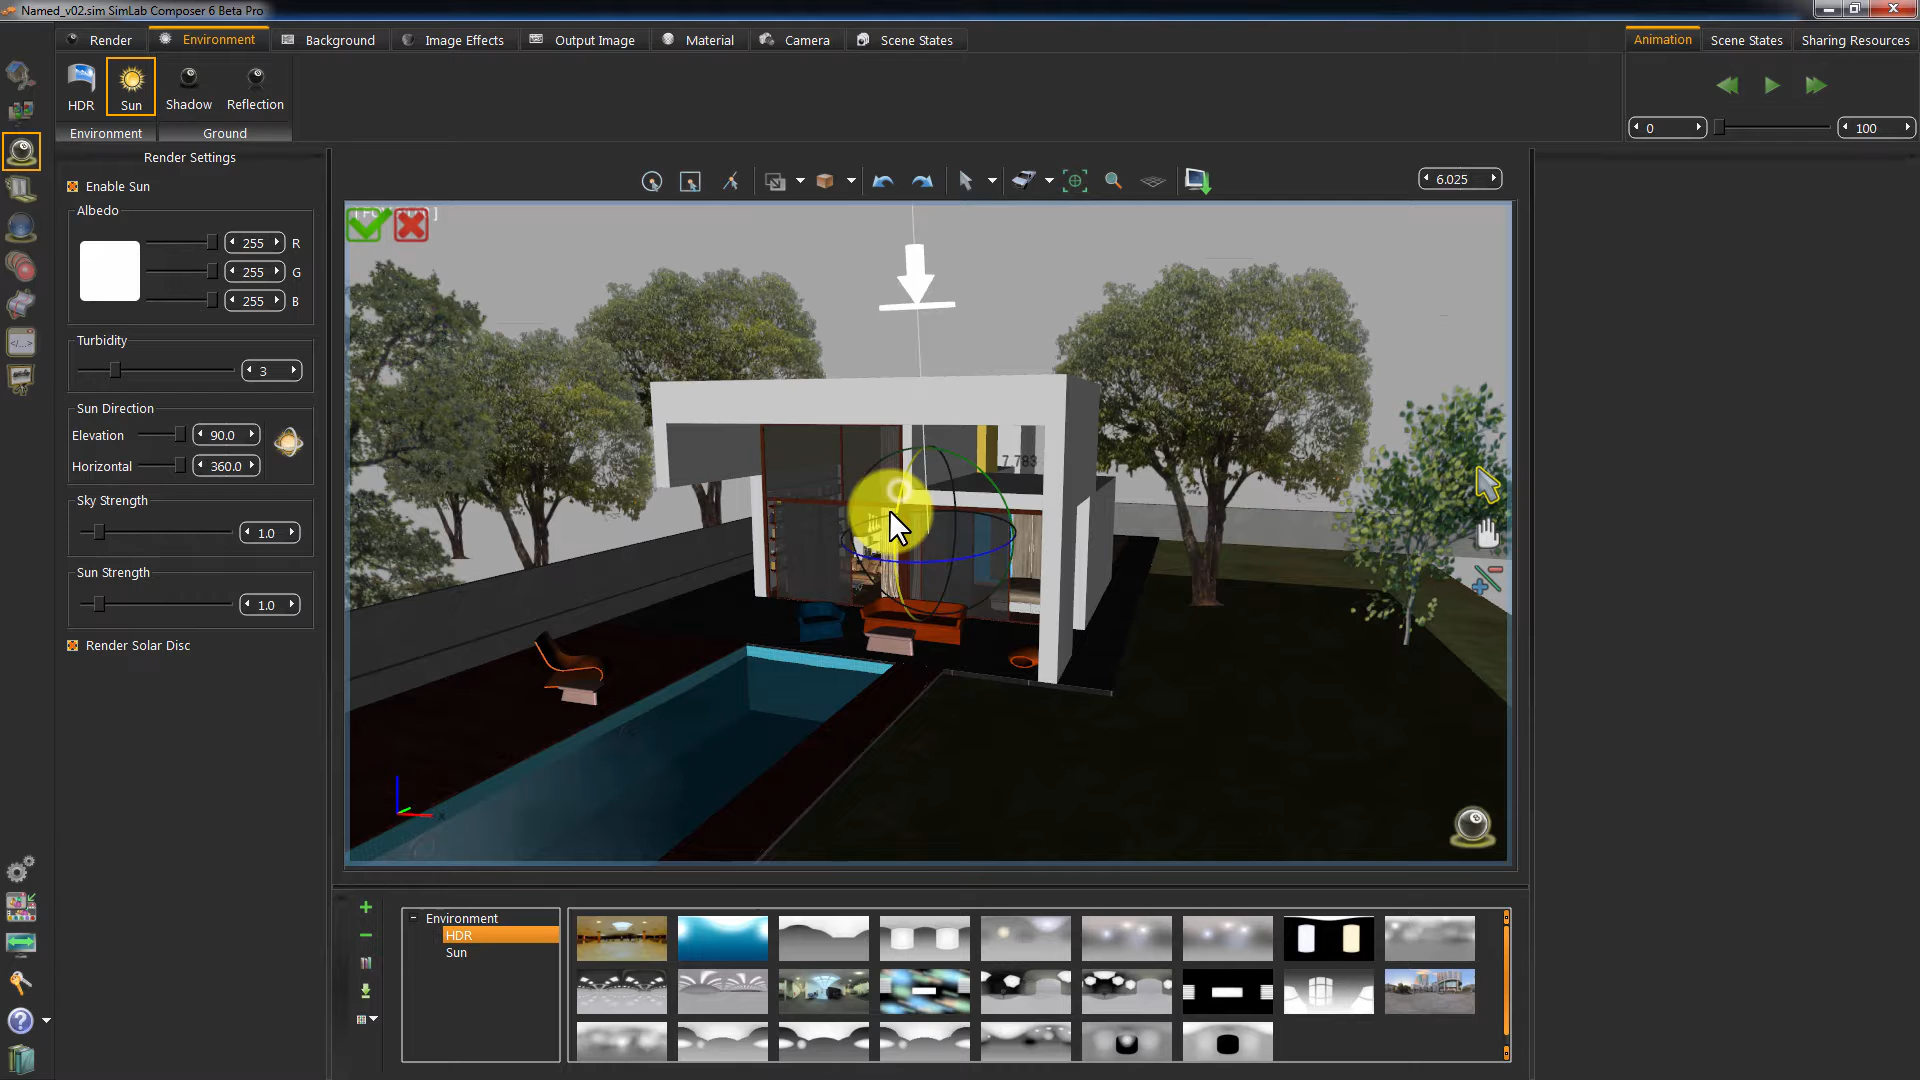 Named_v02.sim SimLab Composer 6 Beta Pro
Render Environment Background Image Effects Output Image Material Camera Scene States
Animation Scene States Sharing Resources
HDR Sun Shadow Reflection
Environment Ground
0 100
Render Settings
6.025
Enable Sun
Albedo
255 R
255 G
255 B
Turbidity
3
Sun Direction
Elevation 90.0
Horizontal 360.0
7.783
Sky Strength
1.0
Sun Strength
1.0
Render Solar Disc
x
Environment
HDR
Sun